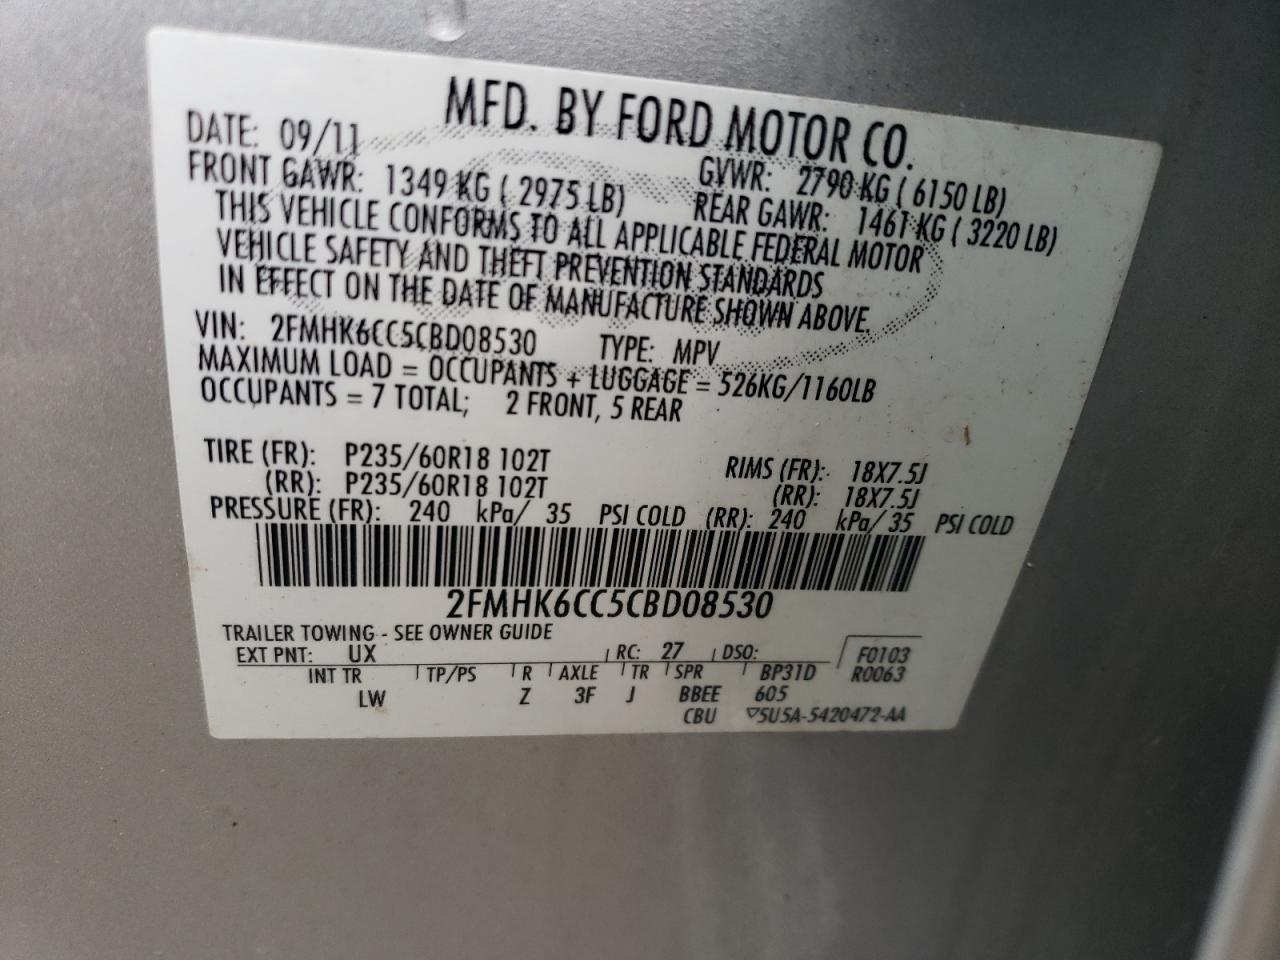 MFD. BY FORD MOTOR CO.
DATE: 09/11 GVWR: 2790 KG ( 6150 LB)
FRONT GAWR: 1349 KG ( 2975 LB) REAR GAWR: 1461 KG ( 3220 LB)
THIS VEHICLE CONFORMS TO ALL APPLICABLE FEDERAL MOTOR
VEHICLE SAFETY AND THEFT PREVENTION STANDARDS
IN EFFECT ON THE DATE OF MANUFACTURE SHOWN ABOVE.
VIN: 2FMHK6CC5CBD08530 TYPE: MPV
MAXIMUM LOAD = OCCUPANTS + LUGGAGE = 526KG/1160LB
OCCUPANTS = 7 TOTAL; 2 FRONT, 5 REAR
TIRE (FR): P235/60R18 102T RIMS (FR): 18X7.5J
(RR): P235/60R18 102T (RR): 18X7.5J
PRESSURE (FR): 240 kPa/ 35 PSI COLD (RR): 240 kPa/ 35 PSI COLD
2FMHK6CC5CBD08530
TRAILER TOWING - SEE OWNER GUIDE
EXT PNT: UX RC: 27 DSO: F0103
INT TR TP/PS R AXLE TR SPR BP31D R0063
LW Z 3F J BBEE 605
CBU ▽5U5A-5420472-AA